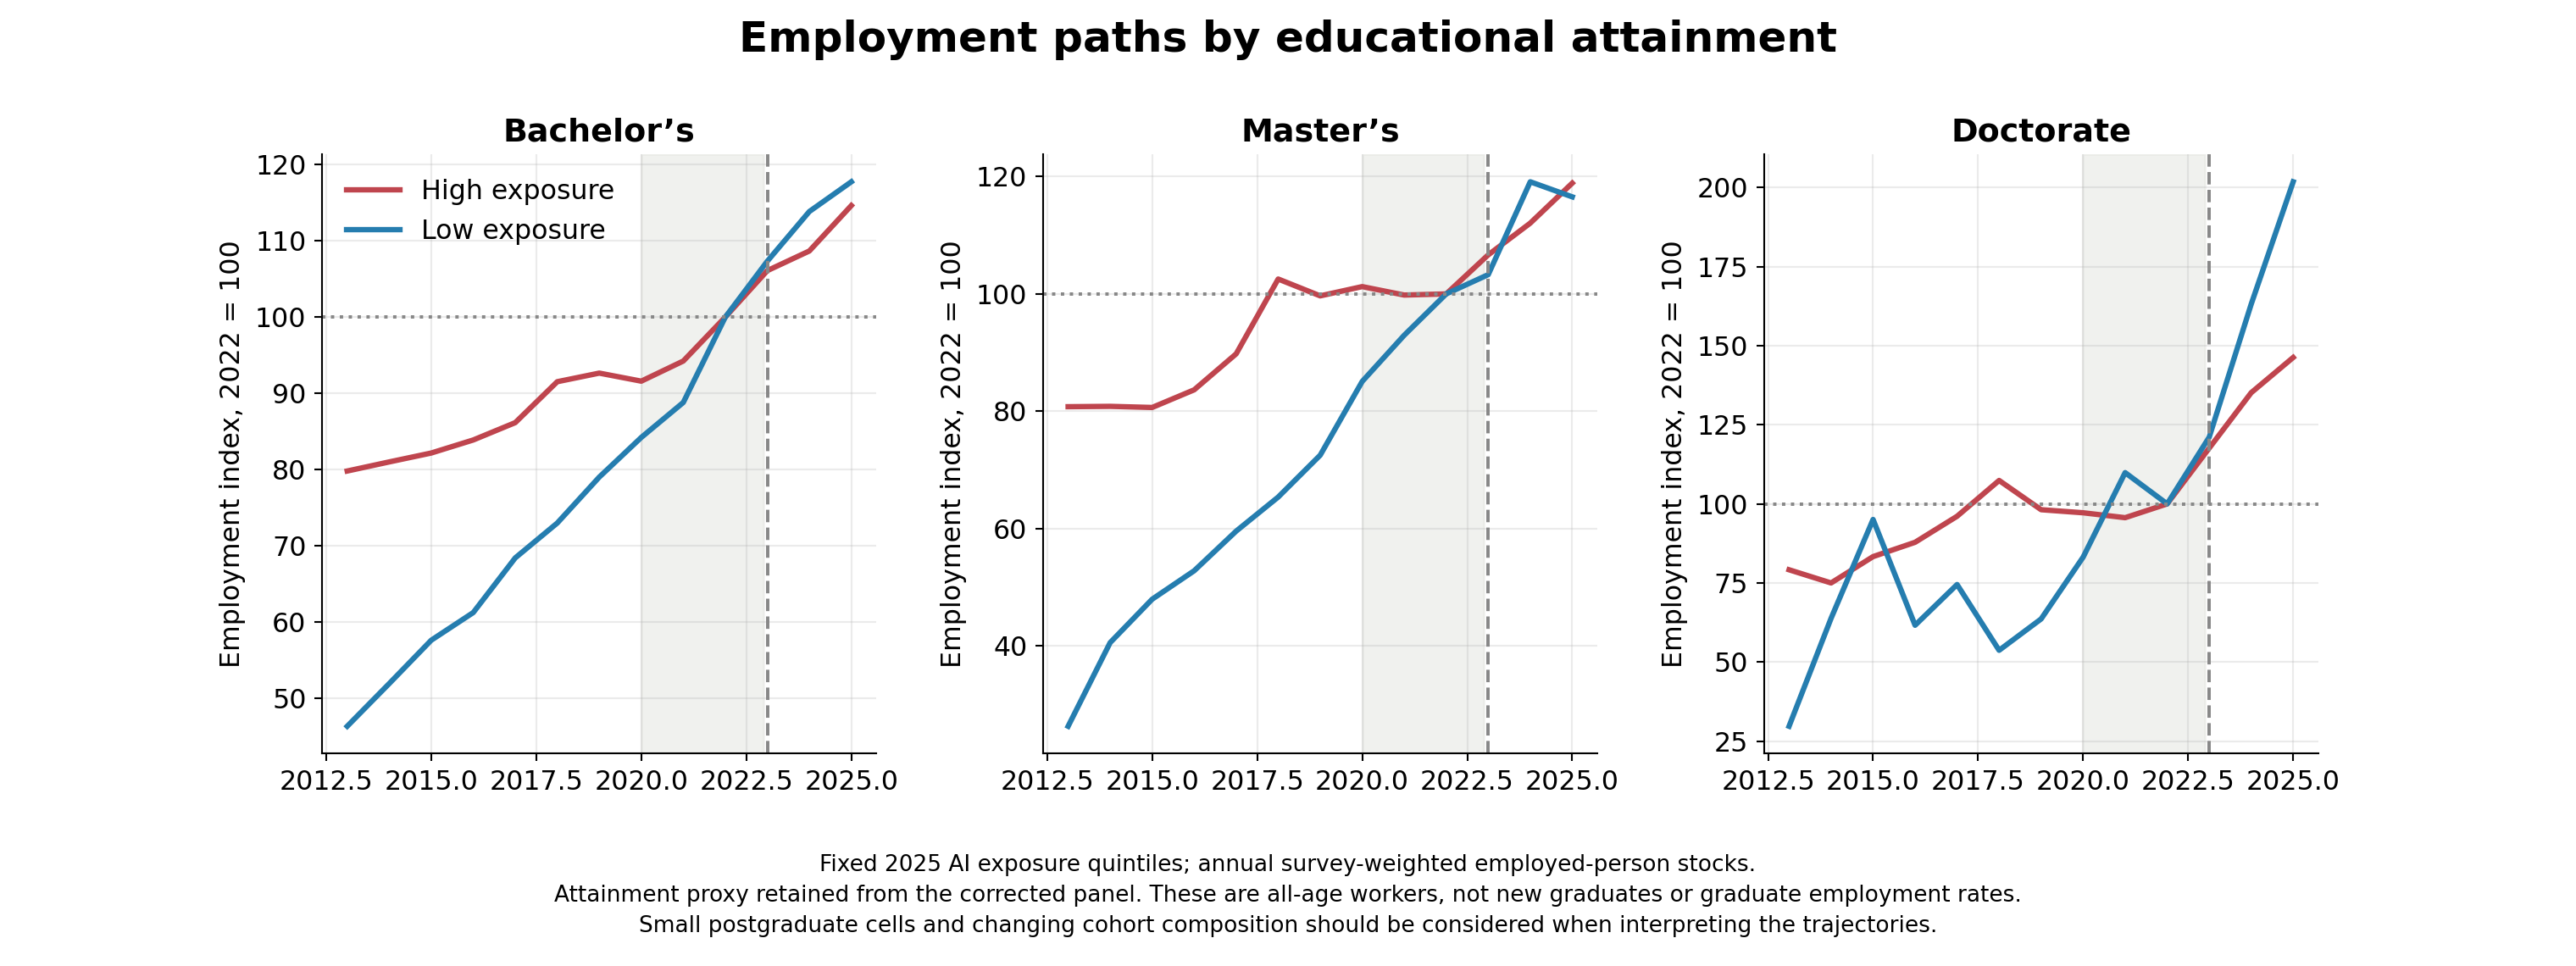 Employment paths by educational attainment
Bachelor’s
Employment index, 2022 = 100
120
110
100
90
80
70
60
50
High exposure
Low exposure
2012.5 2015.0 2017.5 2020.0 2022.5 2025.0
Master’s
Employment index, 2022 = 100
120
100
80
60
40
2012.5 2015.0 2017.5 2020.0 2022.5 2025.0
Doctorate
Employment index, 2022 = 100
200
175
150
125
100
75
50
25
2012.5 2015.0 2017.5 2020.0 2022.5 2025.0
Fixed 2025 AI exposure quintiles; annual survey-weighted employed-person stocks.
Attainment proxy retained from the corrected panel. These are all-age workers, not new graduates or graduate employment rates.
Small postgraduate cells and changing cohort composition should be considered when interpreting the trajectories.